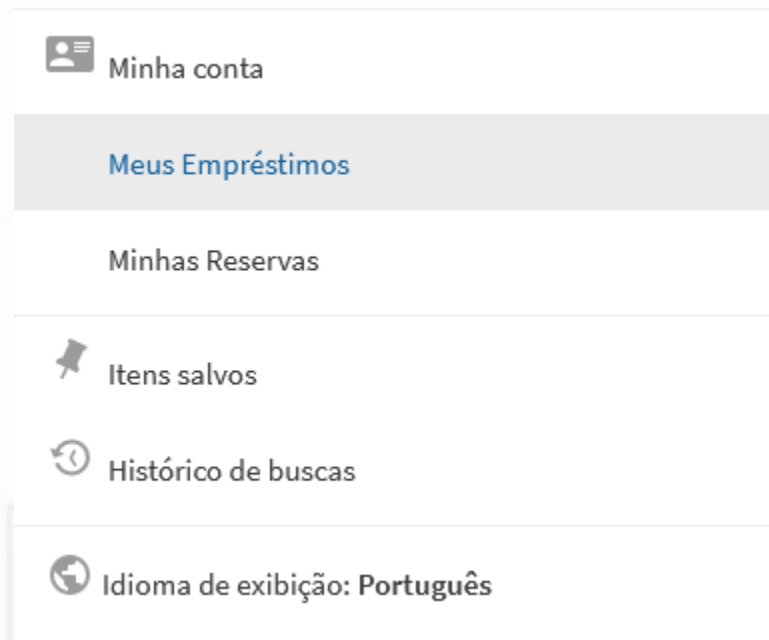 Minha conta
Meus Empréstimos
Minhas Reservas
Itens salvos
Histórico de buscas
Idioma de exibição: Português